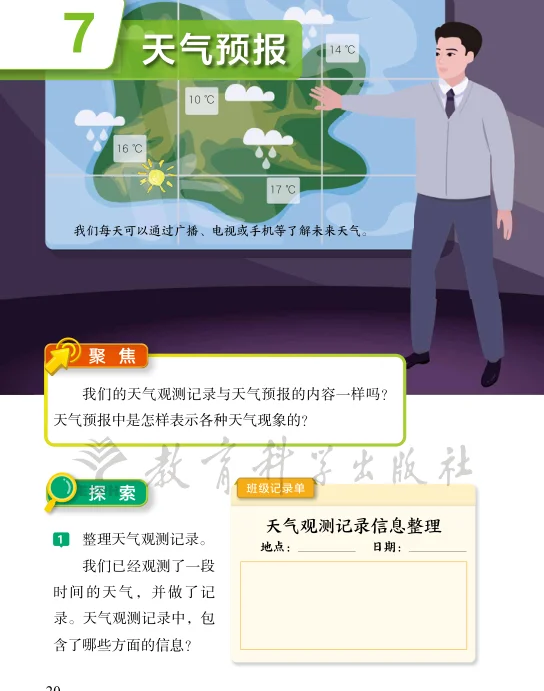 7
天气预报
14 ℃
10 ℃
16 ℃
17 ℃
我们每天可以通过广播、电视或手机等了解未来天气。
聚焦
我们的天气观测记录与天气预报的内容一样吗？
天气预报中是怎样表示各种天气现象的？
教育科学出版社
探索
班级记录单
天气观测记录信息整理
地点： 日期：
1 整理天气观测记录。
我们已经观测了一段
时间的天气，并做了记
录。天气观测记录中，包
含了哪些方面的信息？